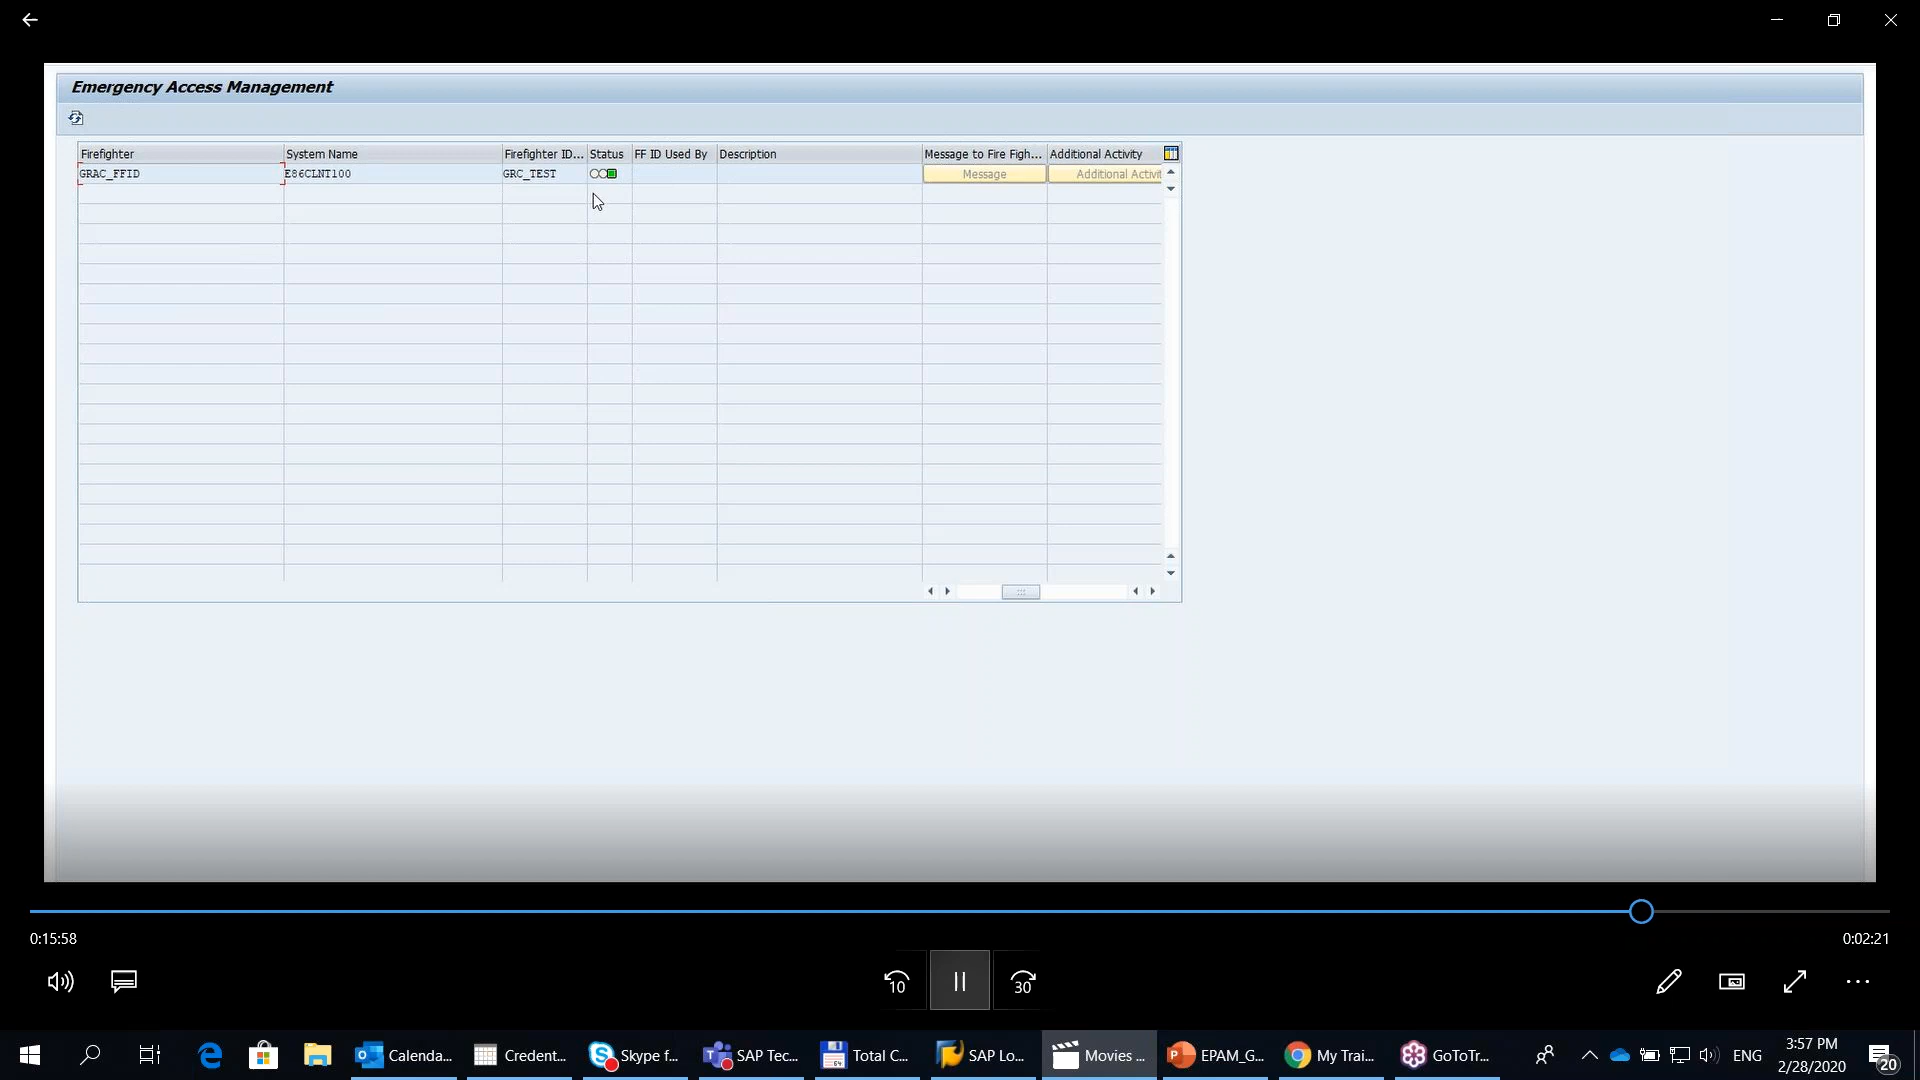 Emergency Access Management
Firefighter System Name Firefighter ID... Status FF ID Used By Description Message to Fire Figh... Additional Activity
GRAC_FFID E86CLNT100 GRC_TEST Message Additional Activit
0:15:58 0:02:21
10 30
Calenda... Credent... Skype f... SAP Tec... Total C... SAP Lo... Movies ... EPAM_G... My Trai... GoToTr... ENG 3:57 PM
2/28/2020 20